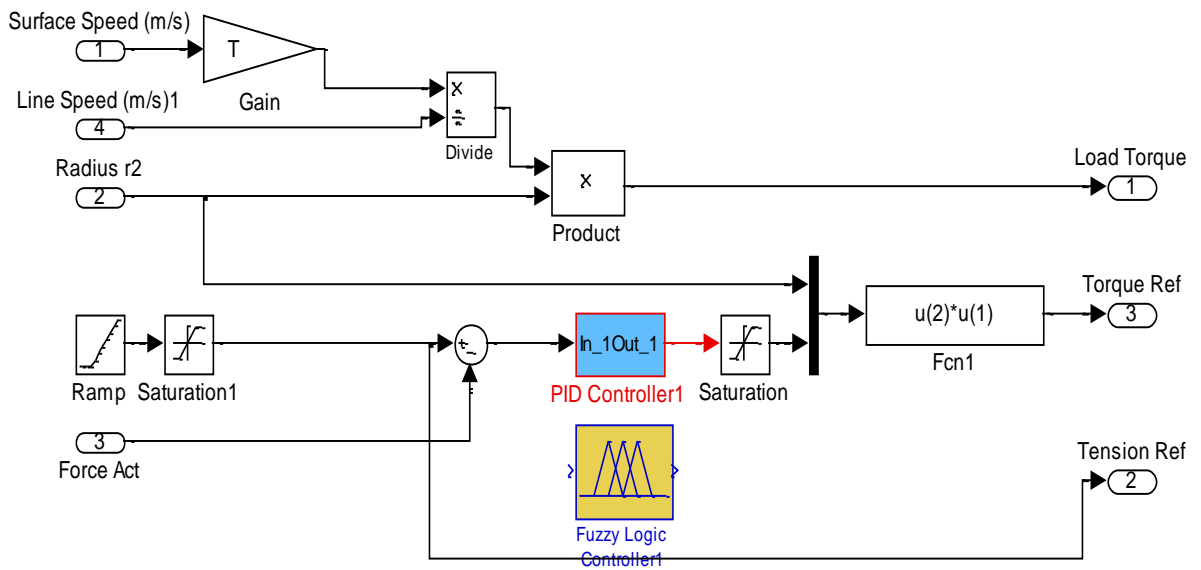 Surface Speed (m/s)
1
T
Gain
Line Speed (m/s)1
4
x
÷
Divide
Radius r2
2
x
Product
Load Torque
1
Torque Ref
3
u(2)*u(1)
Fcn1
Ramp
Saturation1
+
-
In_1Out_1
PID Controller1
Saturation
3
Force Act
Fuzzy Logic
Controller1
Tension Ref
2